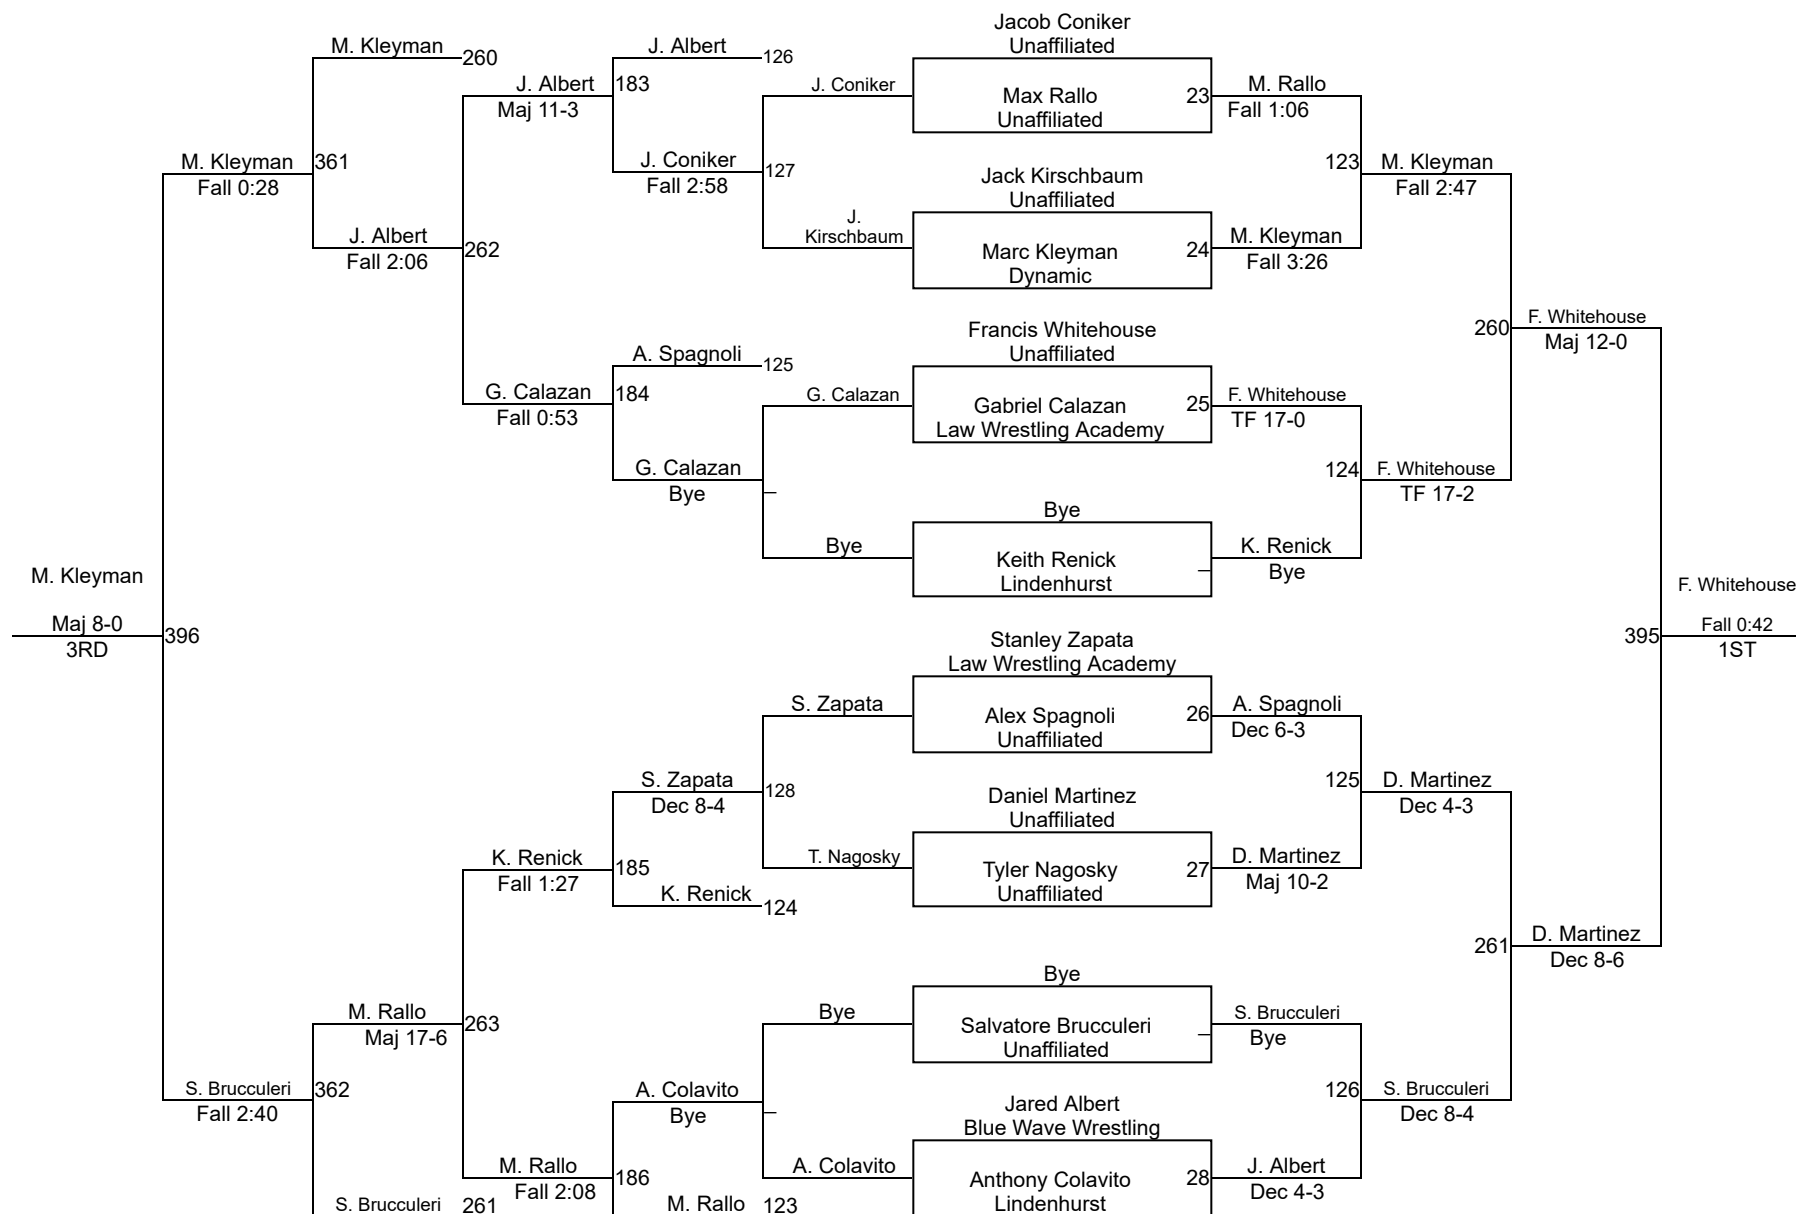 Jacob Coniker
Unaffiliated
M. Kleyman
260
J. Albert
126
J. Albert
183
Maj 11-3
J. Coniker
Max Rallo
Unaffiliated
23
M. Rallo
Fall 1:06
M. Kleyman
361
Fall 0:28
J. Coniker
127
Fall 2:58
Jack Kirschbaum
Unaffiliated
123
M. Kleyman
Fall 2:47
J. Albert
262
Fall 2:06
J.
Kirschbaum
Marc Kleyman
Dynamic
24
M. Kleyman
Fall 3:26
Francis Whitehouse
Unaffiliated
260
F. Whitehouse
Maj 12-0
A. Spagnoli
125
G. Calazan
184
Fall 0:53
G. Calazan
Gabriel Calazan
Law Wrestling Academy
25
F. Whitehouse
TF 17-0
G. Calazan
Bye
_
124
F. Whitehouse
TF 17-2
Bye
Bye
Keith Renick
Lindenhurst
_
K. Renick
Bye
M. Kleyman
Maj 8-0
3RD
396
F. Whitehouse
395
Fall 0:42
1ST
Stanley Zapata
Law Wrestling Academy
S. Zapata
Alex Spagnoli
Unaffiliated
26
A. Spagnoli
Dec 6-3
S. Zapata
128
Dec 8-4
Daniel Martinez
Unaffiliated
125
D. Martinez
Dec 4-3
K. Renick
185
Fall 1:27
T. Nagosky
Tyler Nagosky
Unaffiliated
27
D. Martinez
Maj 10-2
K. Renick
124
261
D. Martinez
Dec 8-6
Bye
M. Rallo
263
Maj 17-6
Bye
Salvatore Brucculeri
Unaffiliated
_
S. Brucculeri
Bye
S. Brucculeri
362
Fall 2:40
A. Colavito
Bye
_
Jared Albert
Blue Wave Wrestling
126
S. Brucculeri
Dec 8-4
M. Rallo
186
Fall 2:08
A. Colavito
Anthony Colavito
Lindenhurst
28
J. Albert
Dec 4-3
S. Brucculeri
261
M. Rallo
123